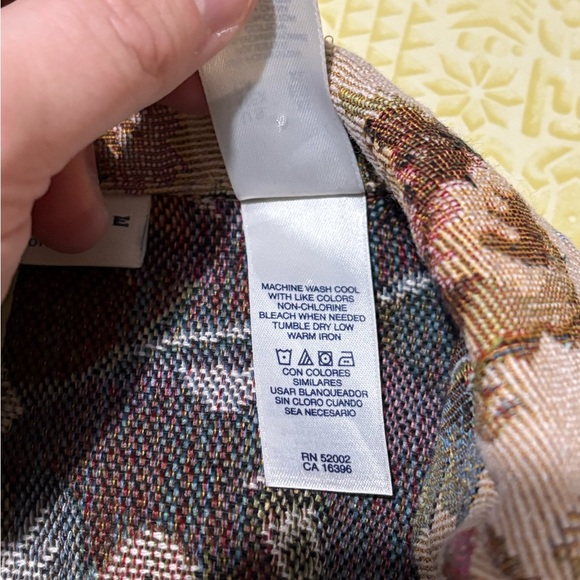 MACHINE WASH COOL
WITH LIKE COLORS
NON-CHLORINE
BLEACH WHEN NEEDED
TUMBLE DRY LOW
WARM IRON
CON COLORES
SIMILARES
USAR BLANQUEADOR
SIN CLORO CUANDO
SEA NECESARIO
RN 52002
CA 16396